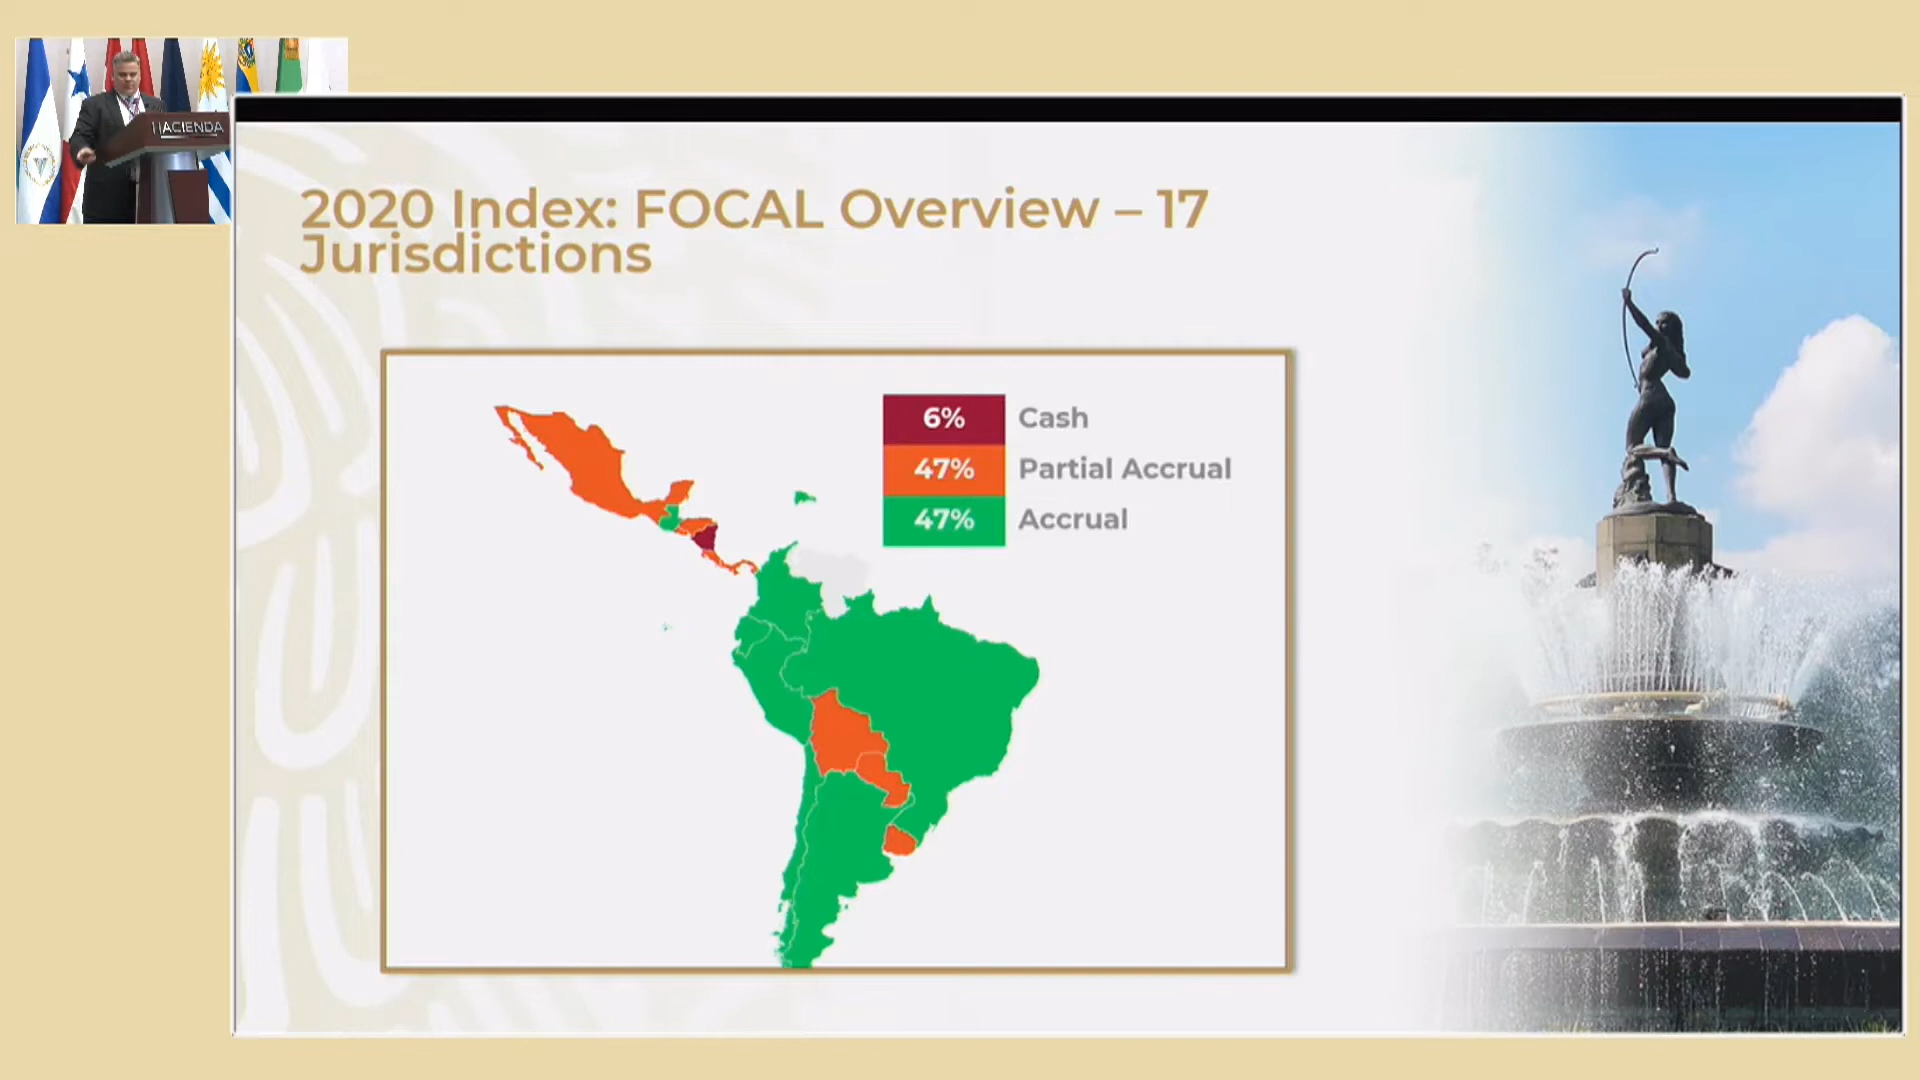 HACIENDA
2020 Index: FOCAL Overview – 17
Jurisdictions
6% Cash
47% Partial Accrual
47% Accrual